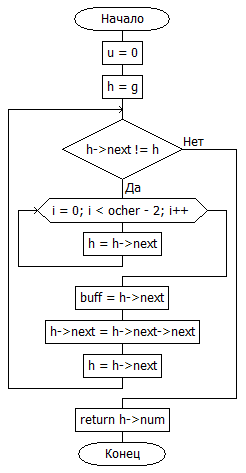 Начало
u = 0
h = g
h->next != h
Нет
Да
i = 0; i < ocher - 2; i++
h = h->next
buff = h->next
h->next = h->next->next
h = h->next
return h->num
Конец